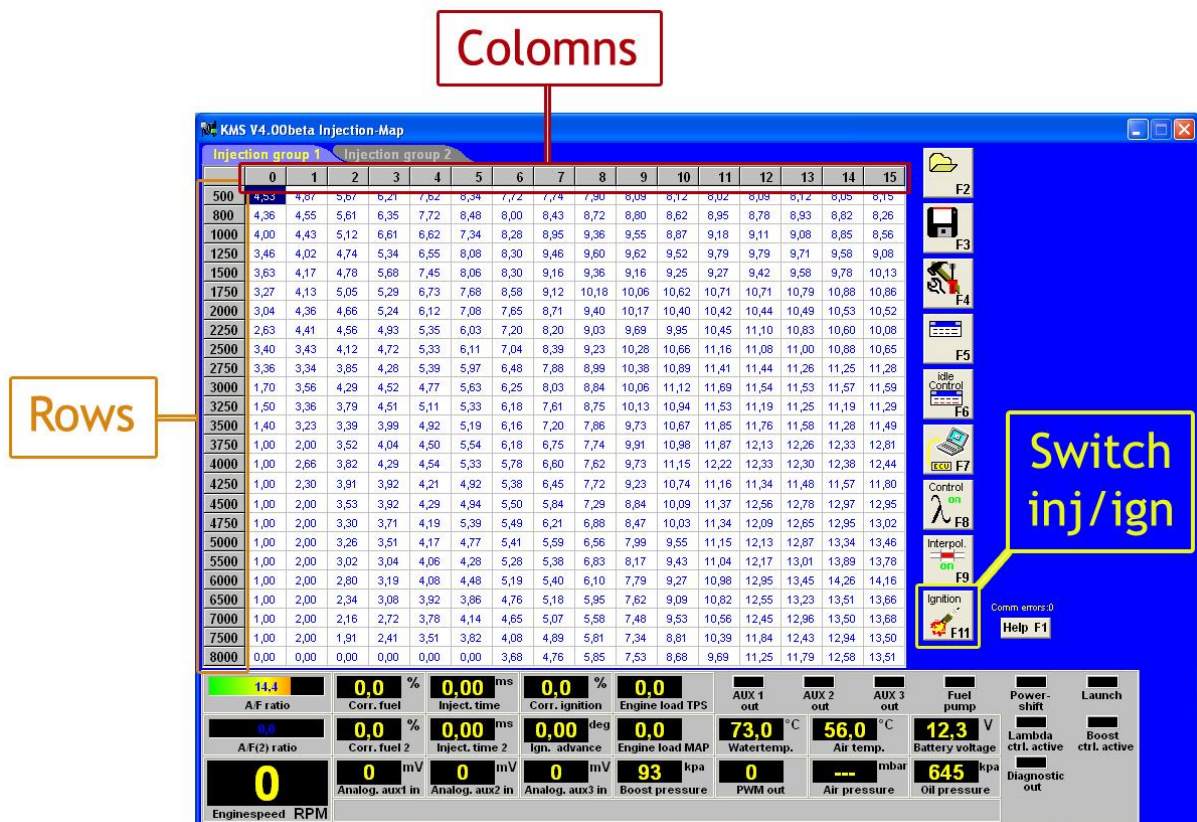 Colomns
KMS V4.00beta Injection-Map
Injection group 1 Injection group 2
0 1 2 3 4 5 6 7 8 9 10 11 12 13 14 15
500 4,53 4,87 5,67 6,21 7,62 8,34 7,72 7,74 7,90 8,09 8,12 8,02 8,09 8,12 8,05 8,15
800 4,36 4,55 5,61 6,35 7,72 8,48 8,00 8,43 8,72 8,80 8,62 8,95 8,78 8,93 8,82 8,26
1000 4,00 4,43 5,12 6,61 6,62 7,34 8,28 8,95 9,36 9,55 8,87 9,18 9,11 9,08 8,85 8,56
1250 3,46 4,02 4,74 5,34 6,55 8,08 8,30 9,46 9,60 9,62 9,52 9,79 9,79 9,71 9,58 9,08
1500 3,63 4,17 4,78 5,68 7,45 8,06 8,30 9,16 9,36 9,16 9,25 9,27 9,42 9,58 9,78 10,13
1750 3,27 4,13 5,05 5,29 6,73 7,68 8,58 9,12 10,18 10,06 10,62 10,71 10,71 10,79 10,88 10,86
2000 3,04 4,36 4,66 5,24 6,12 7,08 7,65 8,71 9,40 10,17 10,40 10,42 10,44 10,49 10,53 10,52
2250 2,63 4,41 4,56 4,93 5,35 6,03 7,20 8,20 9,03 9,69 9,95 10,45 11,10 10,83 10,60 10,08
2500 3,40 3,43 4,12 4,72 5,33 6,11 7,04 8,39 9,23 10,28 10,66 11,16 11,08 11,00 10,88 10,65
2750 3,36 3,34 3,85 4,28 5,39 5,97 6,48 7,88 8,99 10,38 10,89 11,41 11,44 11,26 11,25 11,28
3000 1,70 3,56 4,29 4,52 4,77 5,63 6,25 8,03 8,84 10,06 11,12 11,69 11,54 11,53 11,57 11,59
3250 1,50 3,36 3,79 4,51 5,11 5,33 6,18 7,61 8,75 10,13 10,94 11,53 11,19 11,25 11,19 11,29
3500 1,40 3,23 3,39 3,99 4,92 5,19 6,16 7,20 7,86 9,73 10,67 11,85 11,76 11,58 11,28 11,49
3750 1,00 2,00 3,52 4,04 4,50 5,54 6,18 6,75 7,74 9,91 10,98 11,87 12,13 12,26 12,33 12,81
4000 1,00 2,66 3,82 4,29 4,54 5,33 5,78 6,60 7,62 9,73 11,15 12,22 12,33 12,30 12,38 12,44
4250 1,00 2,30 3,91 3,92 4,21 4,92 5,38 6,45 7,72 9,23 10,74 11,16 11,34 11,48 11,57 11,80
4500 1,00 2,00 3,53 3,92 4,29 4,94 5,50 5,84 7,29 8,84 10,09 11,37 12,56 12,78 12,97 12,95
4750 1,00 2,00 3,30 3,71 4,19 5,39 5,49 6,21 6,88 8,47 10,03 11,34 12,09 12,65 12,95 13,02
5000 1,00 2,00 3,26 3,51 4,17 4,77 5,41 5,59 6,56 7,99 9,55 11,15 12,13 12,87 13,34 13,46
5500 1,00 2,00 3,02 3,04 4,06 4,28 5,28 5,38 6,83 8,17 9,43 11,04 12,17 13,01 13,89 13,78
6000 1,00 2,00 2,80 3,19 4,08 4,48 5,19 5,40 6,10 7,79 9,27 10,98 12,95 13,45 14,26 14,16
6500 1,00 2,00 2,34 3,08 3,92 3,86 4,76 5,18 5,95 7,62 9,09 10,82 12,55 13,23 13,51 13,66
7000 1,00 2,00 2,16 2,72 3,78 4,14 4,65 5,07 5,58 7,48 9,53 10,56 12,45 12,96 13,50 13,68
7500 1,00 2,00 1,91 2,41 3,51 3,82 4,08 4,89 5,81 7,34 8,81 10,39 11,84 12,43 12,94 13,50
8000 0,00 0,00 0,00 0,00 0,00 0,00 3,68 4,76 5,85 7,53 8,68 9,69 11,25 11,79 12,58 13,51
Rows
F2
F3
F4
F5
idle
Control
F6
ECU F7
Control
λ on
F8
Interpol.
on
F9
Ignition
F11
Switch
inj/ign
Comm errors:0
Help F1
14,4
A/F ratio
0,0 %
Corr. fuel
0,00 ms
Inject. time
0,0 %
Corr. ignition
0,0
Engine load TPS
AUX 1
out
AUX 2
out
AUX 3
out
Fuel
pump
Power-
shift
Launch
0,0
A/F(2) ratio
0,0 %
Corr. fuel 2
0,00 ms
Inject. time 2
0,00 deg
Ign. advance
0,0
Engine load MAP
73,0 °C
Watertemp.
56,0 °C
Air temp.
12,3 V
Battery voltage
Lambda
ctrl. active
Boost
ctrl. active
0
Enginespeed RPM
0 mV
Analog. aux1 in
0 mV
Analog. aux2 in
0 mV
Analog. aux3 in
93 kpa
Boost pressure
0
PWM out
--- mbar
Air pressure
645 kpa
Oil pressure
Diagnostic
out